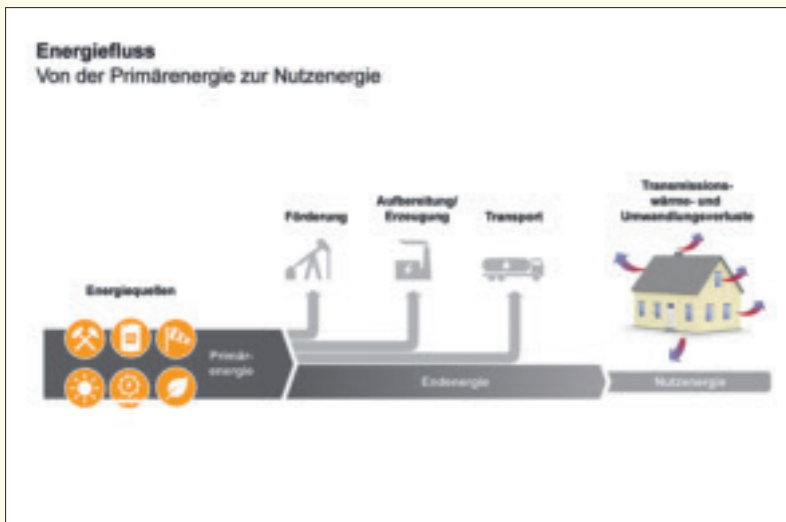 Energiefluss
Von der Primärenergie zur Nutzenergie
Transmissions-
wärme- und
Umwandlungsverluste
Aufbereitung/
Erzeugung
Förderung
Transport
Energiequellen
Primär-
energie
Endenergie
Nutzenergie